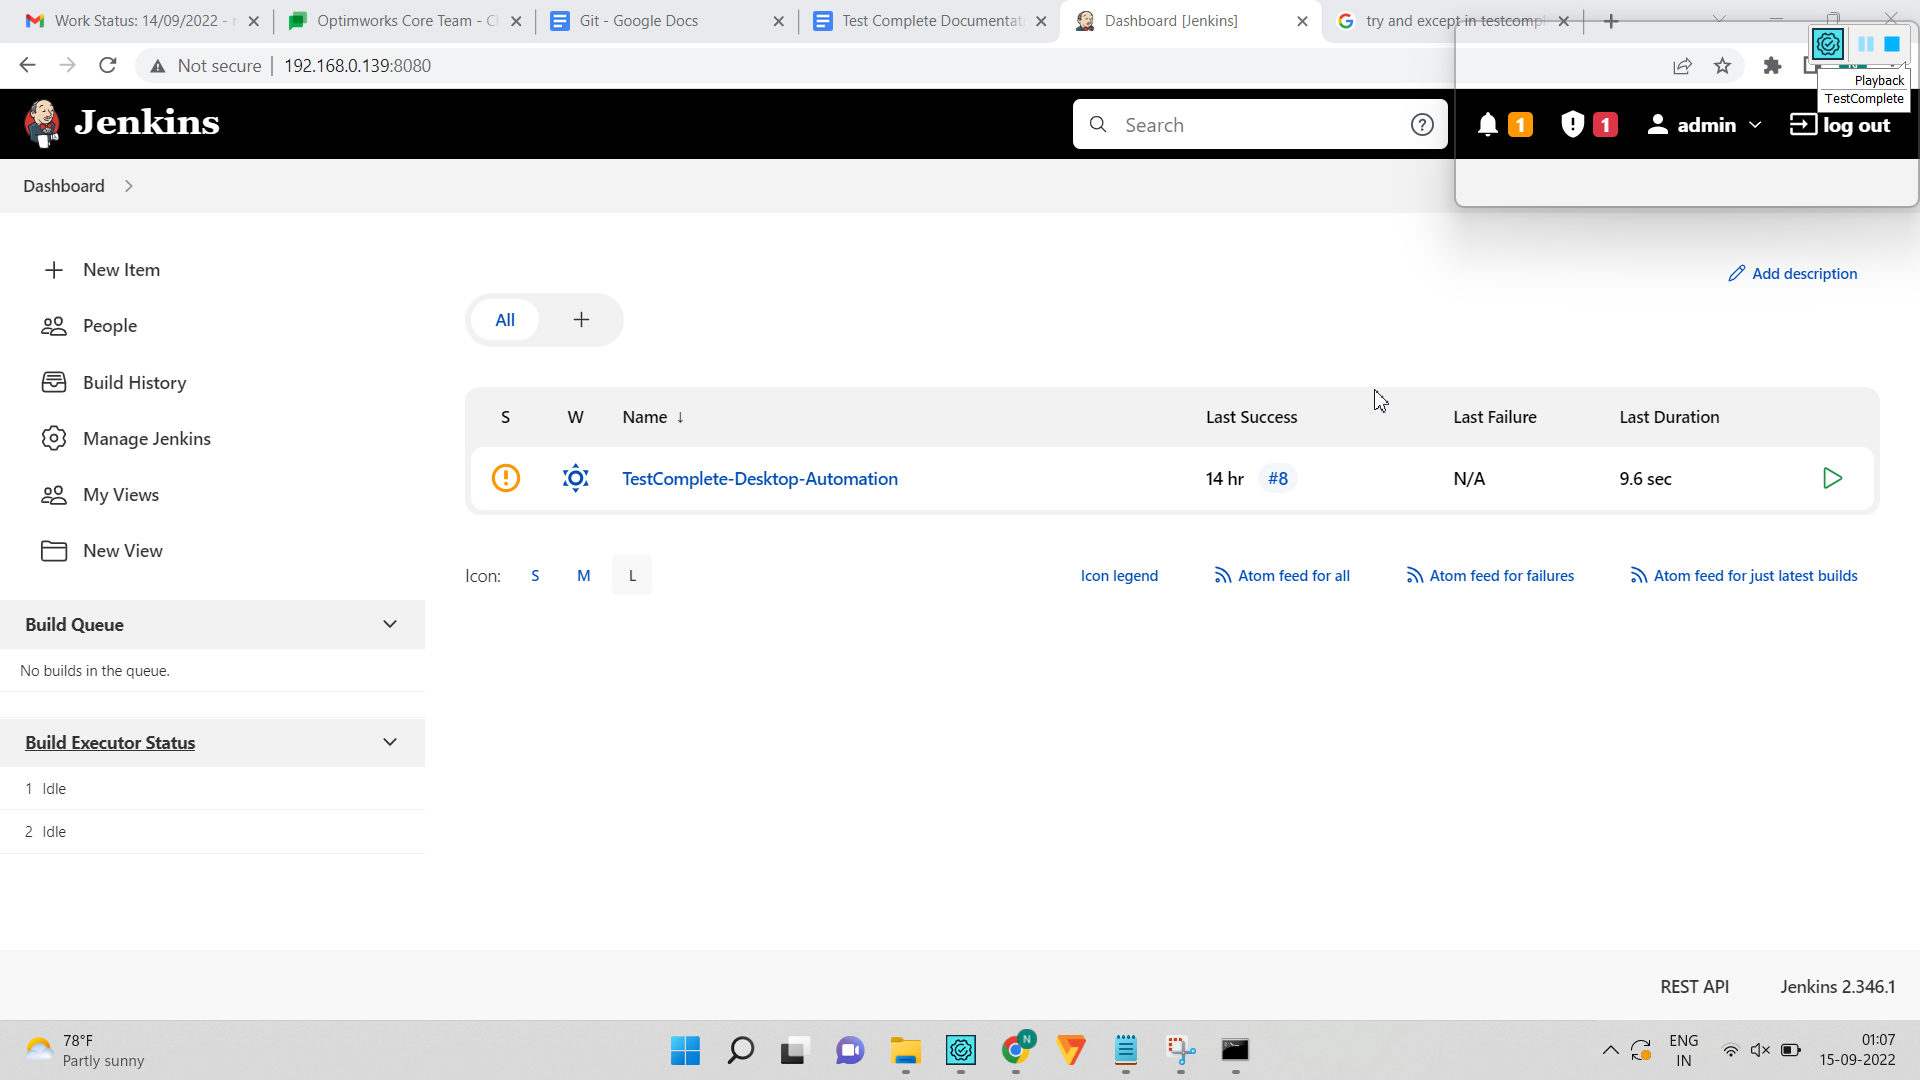 Work Status: 14/09/2022 -
Optimworks Core Team - C
Git - Google Docs
Test Complete Documentat
Dashboard [Jenkins]
try and except in testcompl
Not secure
192.168.0.139:8080
Playback
TestComplete
Jenkins
Search
1
1
admin
log out
Dashboard
New Item
People
Build History
Manage Jenkins
My Views
New View
Add description
All
S W Name ↓ Last Success Last Failure Last Duration
TestComplete-Desktop-Automation 14 hr #8 N/A 9.6 sec
Icon: S M L
Icon legend
Atom feed for all
Atom feed for failures
Atom feed for just latest builds
Build Queue
No builds in the queue.
Build Executor Status
1 Idle
2 Idle
REST API
Jenkins 2.346.1
78°F
Partly sunny
N
ENG
IN
01:07
15-09-2022